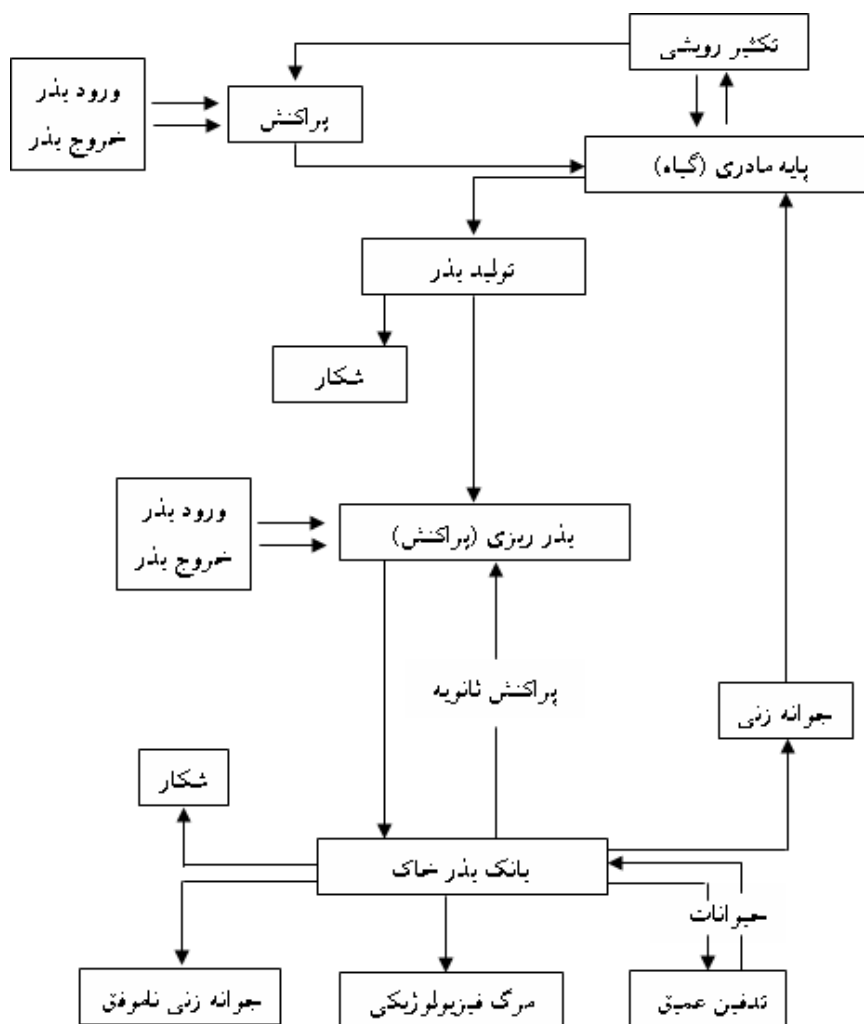 تکثیر رویشی
ورود بذر
خروج بذر
پراکنش
پایه مادری (گیاه)
تولید بذر
شکار
ورود بذر
خروج بذر
بذر ریزی (پراکنش)
پراکنش ثانویه
جوانه زنی
شکار
بانک بذر خاک
حیوانات
تدفین عمیق
مرگ فیزیولوژیکی
جوانه زنی ناموفق